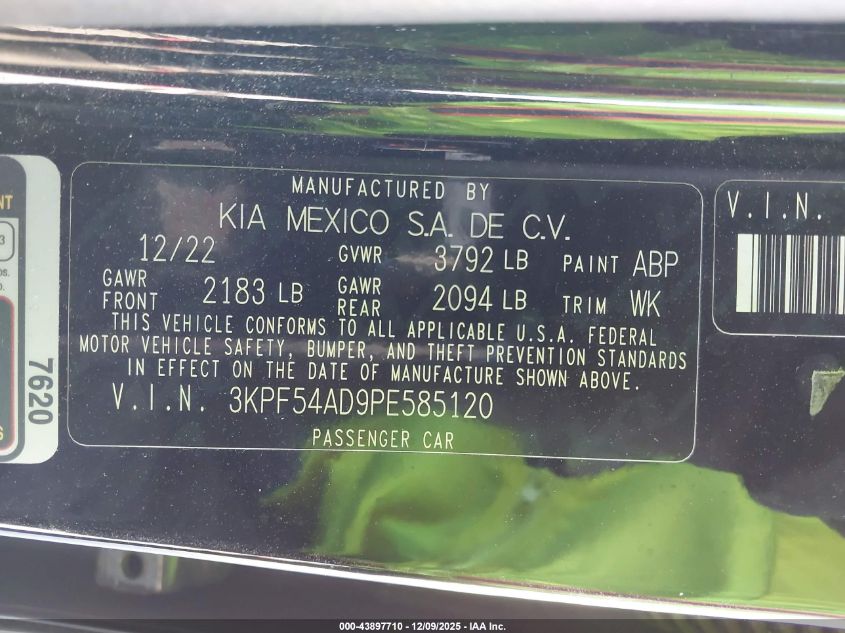 MANUFACTURED BY
KIA MEXICO S.A. DE C.V.
12/22 GVWR 3792 LB PAINT ABP
GAWR FRONT 2183 LB GAWR REAR 2094 LB TRIM WK
THIS VEHICLE CONFORMS TO ALL APPLICABLE U.S.A. FEDERAL
MOTOR VEHICLE SAFETY, BUMPER, AND THEFT PREVENTION STANDARDS
IN EFFECT ON THE DATE OF MANUFACTURE SHOWN ABOVE.
V.I.N. 3KPF54AD9PE585120
PASSENGER CAR
V.I.N.
7620
000-43897710 - 12/09/2025 - IAA Inc.